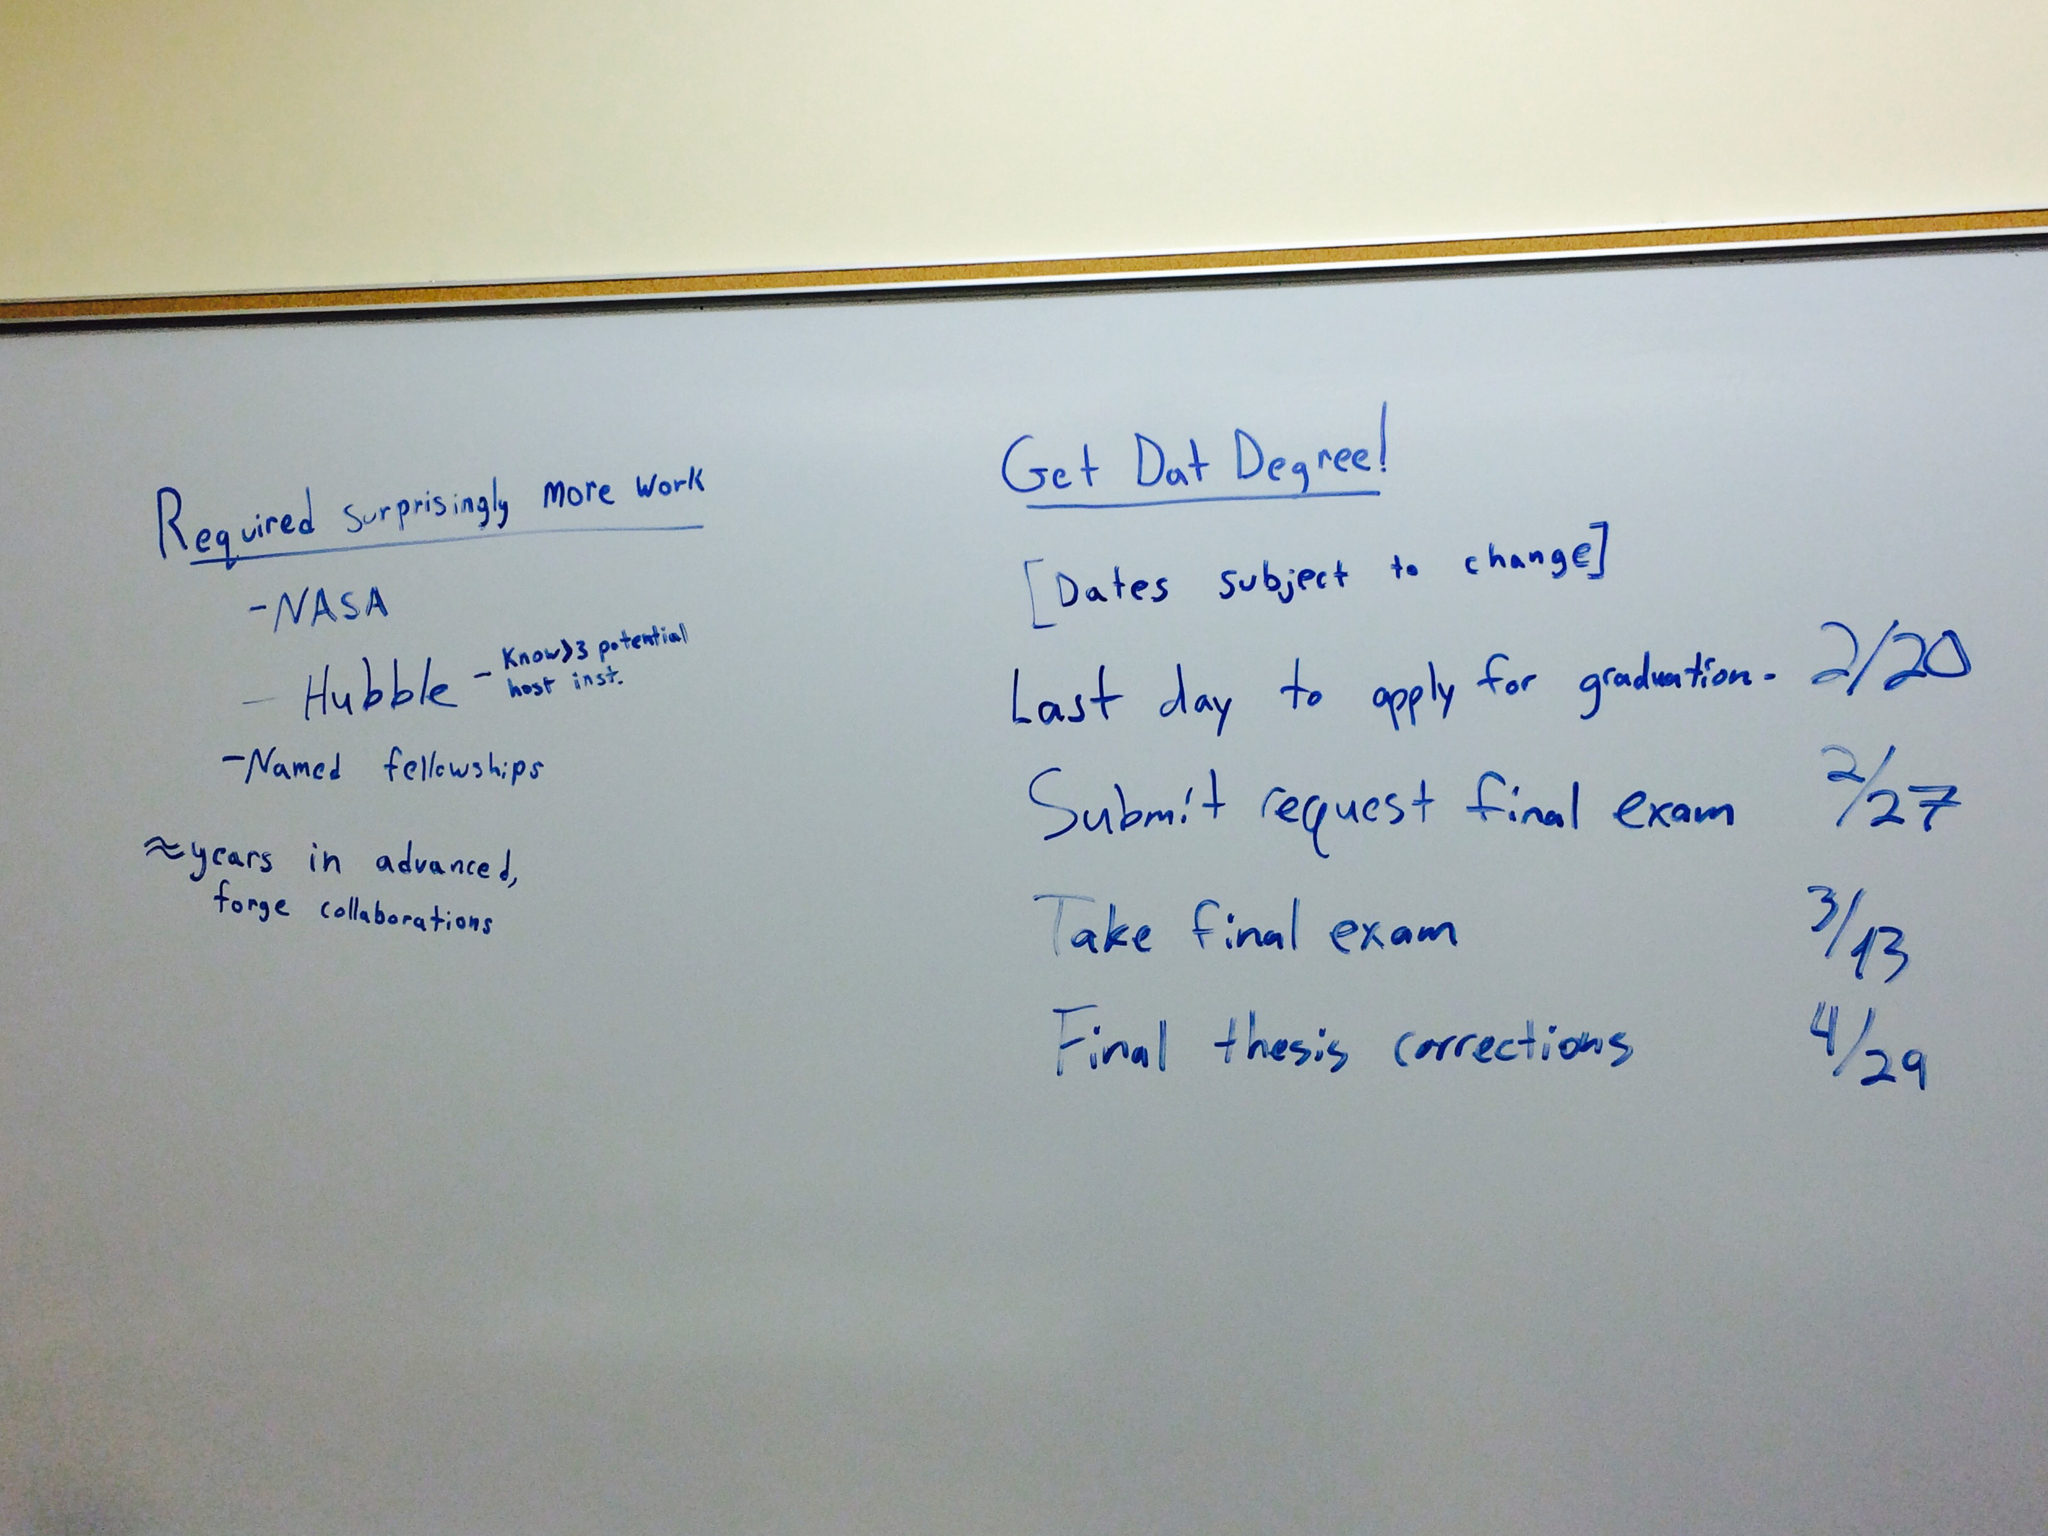 Required surprisingly more work
- NASA
- Hubble - Know>3 potential
host inst.
- Named fellowships
≈years in advanced,
forge collaborations
Get Dat Degree!
[Dates subject to change]
Last day to apply for graduation - 2/20
Submit request final exam 2/27
Take final exam 3/13
Final thesis corrections 4/29